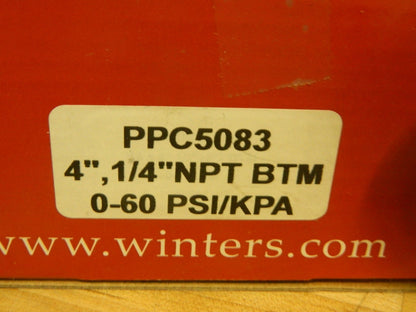 PPC5083
4",1/4"NPT BTM
0-60 PSI/KPA
www.winters.com